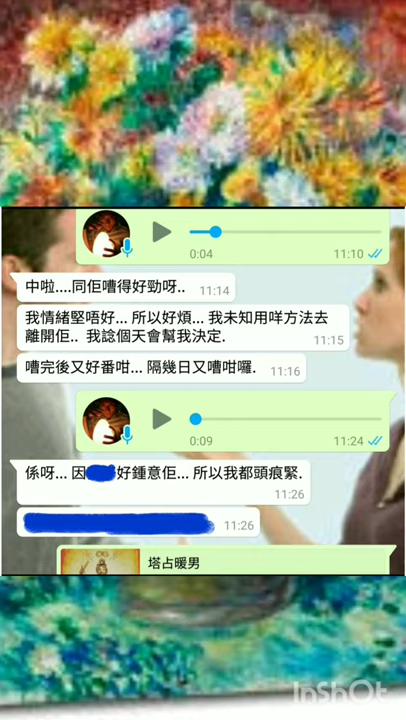 0:04 11:10
中啦....同佢嘈得好勁呀.. 11:14
我情緒堅唔好... 所以好煩... 我未知用咩方法去
離開佢.. 我諗個天會幫我決定. 11:15
嘈完後又好番咁... 隔幾日又嘈咁囉. 11:16
0:09 11:24
係呀... 因 好鍾意佢... 所以我都頭痕緊. 11:26
11:26
塔占暖男
InShOt